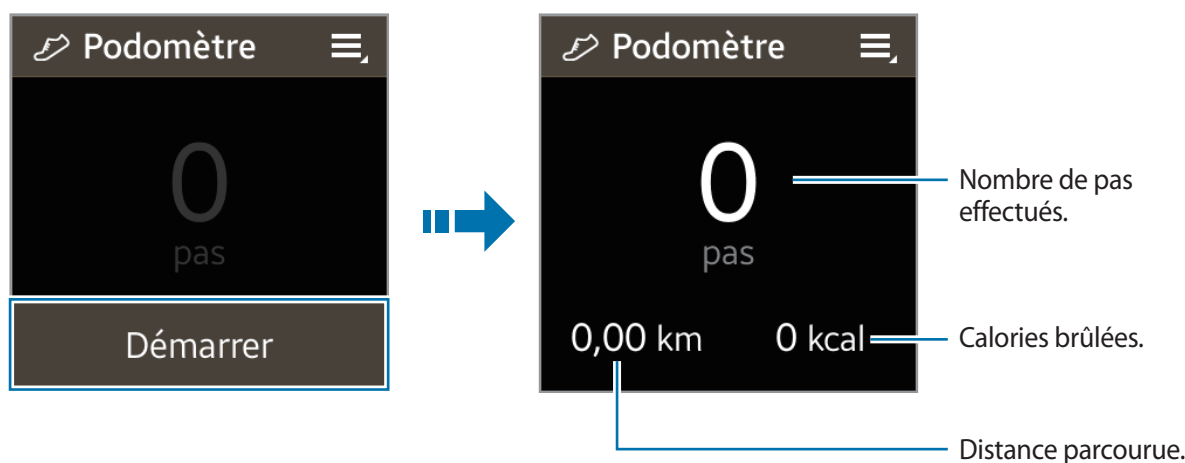 Podomètre
0
pas
Démarrer
Podomètre
0
pas
0,00 km
0 kcal
Nombre de pas
effectués.
Calories brûlées.
Distance parcourue.